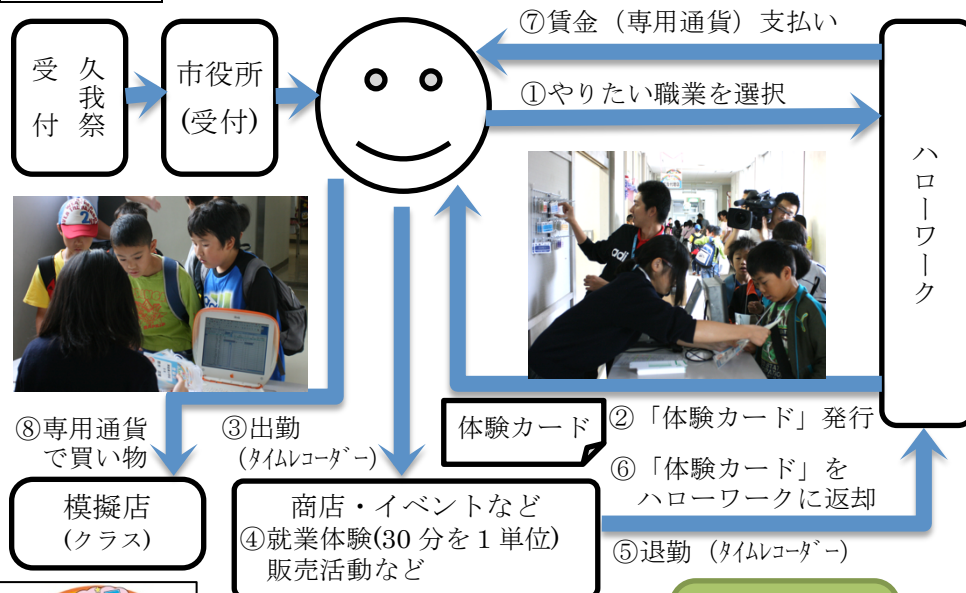 久我祭
受付
市役所
(受付)
⑦賃金（専用通貨）支払い
①やりたい職業を選択
ハローワーク
②「体験カード」発行
体験カード
③出勤
(ﾀｲﾑﾚｺｰﾀﾞｰ)
⑧専用通貨
で買い物
模擬店
(クラス)
商店・イベントなど
④就業体験(30 分を１単位)
販売活動など
⑥「体験カード」を
ハローワークに返却
⑤退勤（ﾀｲﾑﾚｺｰﾀﾞｰ）